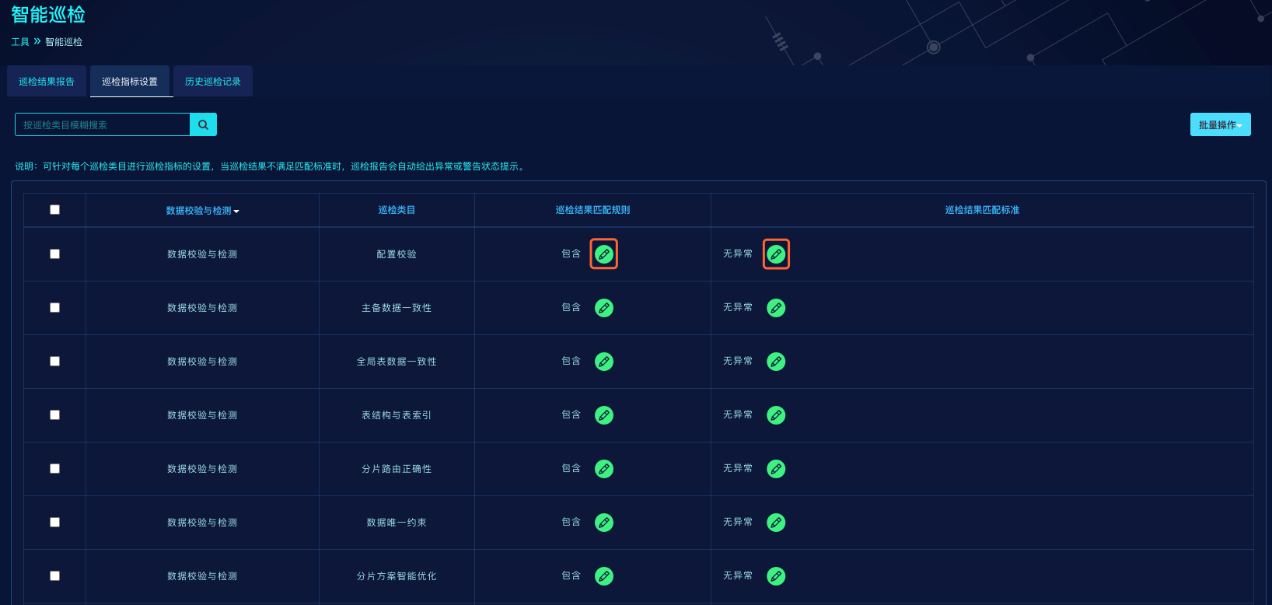 智能巡检
工具 » 智能巡检
巡检结果报告 巡检指标设置 历史巡检记录
按巡检类目模糊搜索 批量操作
说明：可针对每个巡检类目进行巡检指标的设置，当巡检结果不满足匹配标准时，巡检报告会自动给出异常或警告状态提示。
数据校验与检测 巡检类目 巡检结果匹配规则 巡检结果匹配标准
数据校验与检测 配置校验 包含 无异常
数据校验与检测 主备数据一致性 包含 无异常
数据校验与检测 全局表数据一致性 包含 无异常
数据校验与检测 表结构与表索引 包含 无异常
数据校验与检测 分片路由正确性 包含 无异常
数据校验与检测 数据唯一约束 包含 无异常
数据校验与检测 分片方案智能优化 包含 无异常